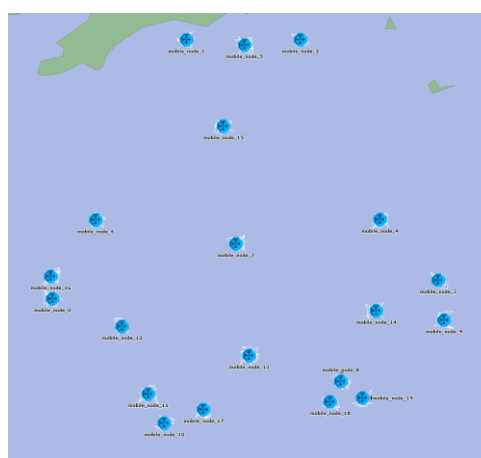 mobile_node_1
mobile_node_5
mobile_node_2
mobile_node_15
mobile_node_6
mobile_node_4
mobile_node_7
mobile_node_16
mobile_node_3
mobile_node_0
mobile_node_14
mobile_node_9
mobile_node_12
mobile_node_13
mobile_node_8
mobile_node_19
mobile_node_11
mobile_node_18
mobile_node_17
mobile_node_10